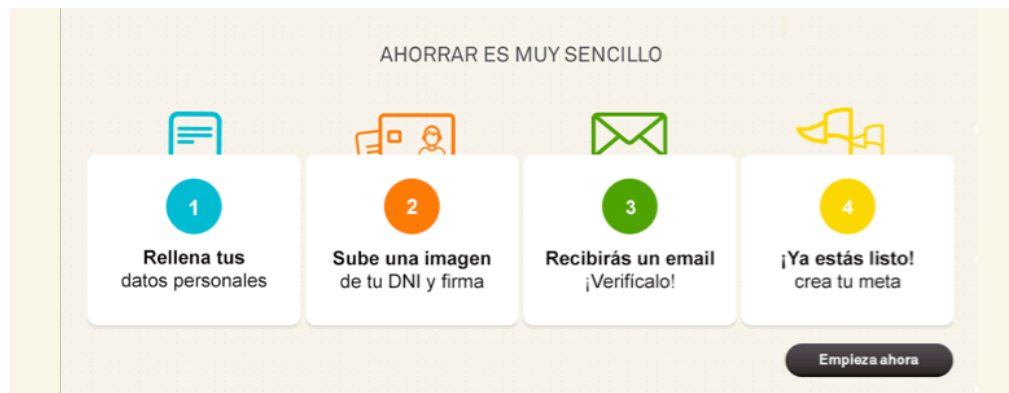 AHORRAR ES MUY SENCILLO
1
Rellena tus
datos personales
2
Sube una imagen
de tu DNI y firma
3
Recibirás un email
¡Verifícalo!
4
¡Ya estás listo!
crea tu meta
Empieza ahora